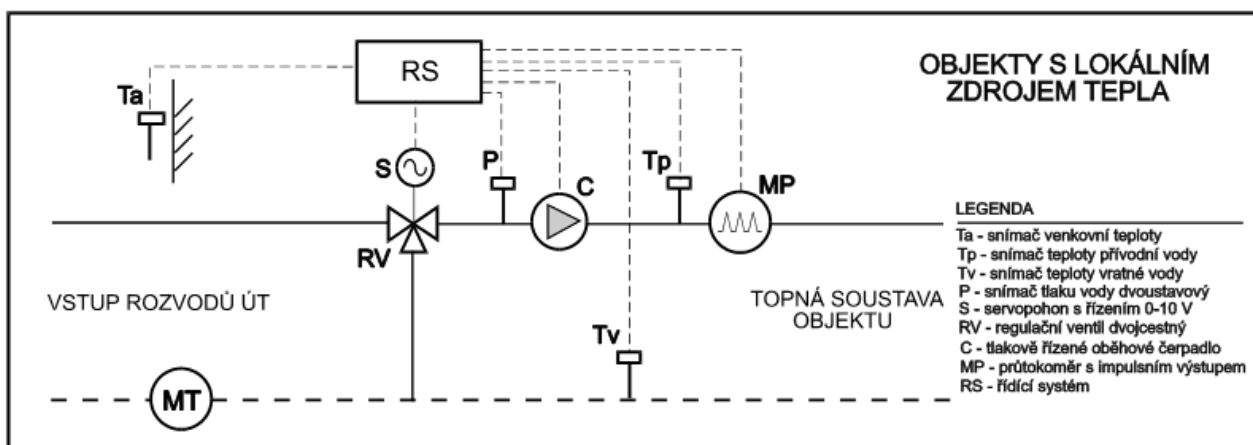 OBJEKTY S LOKÁLNÍM
ZDROJEM TEPLA
RS
Ta
S
P
C
Tp
MP
RV
VSTUP ROZVODŮ ÚT
TOPNÁ SOUSTAVA
OBJEKTU
Tv
MT
LEGENDA
Ta - snímač venkovní teploty
Tp - snímač teploty přívodní vody
Tv - snímač teploty vratné vody
P - snímač tlaku vody dvoustavový
S - servopohon s řízením 0-10 V
RV - regulační ventil dvojcestný
C - tlakově řízené oběhové čerpadlo
MP - průtokoměr s impulsním výstupem
RS - řídící systém